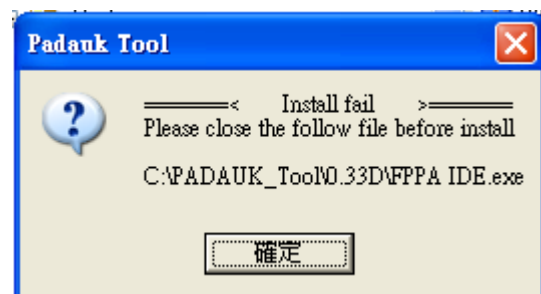 Padauk Tool
═════< Install fail >═════
Please close the follow file before install
C:\PADAUK_Tool\0.33D\FPPA IDE.exe
確定